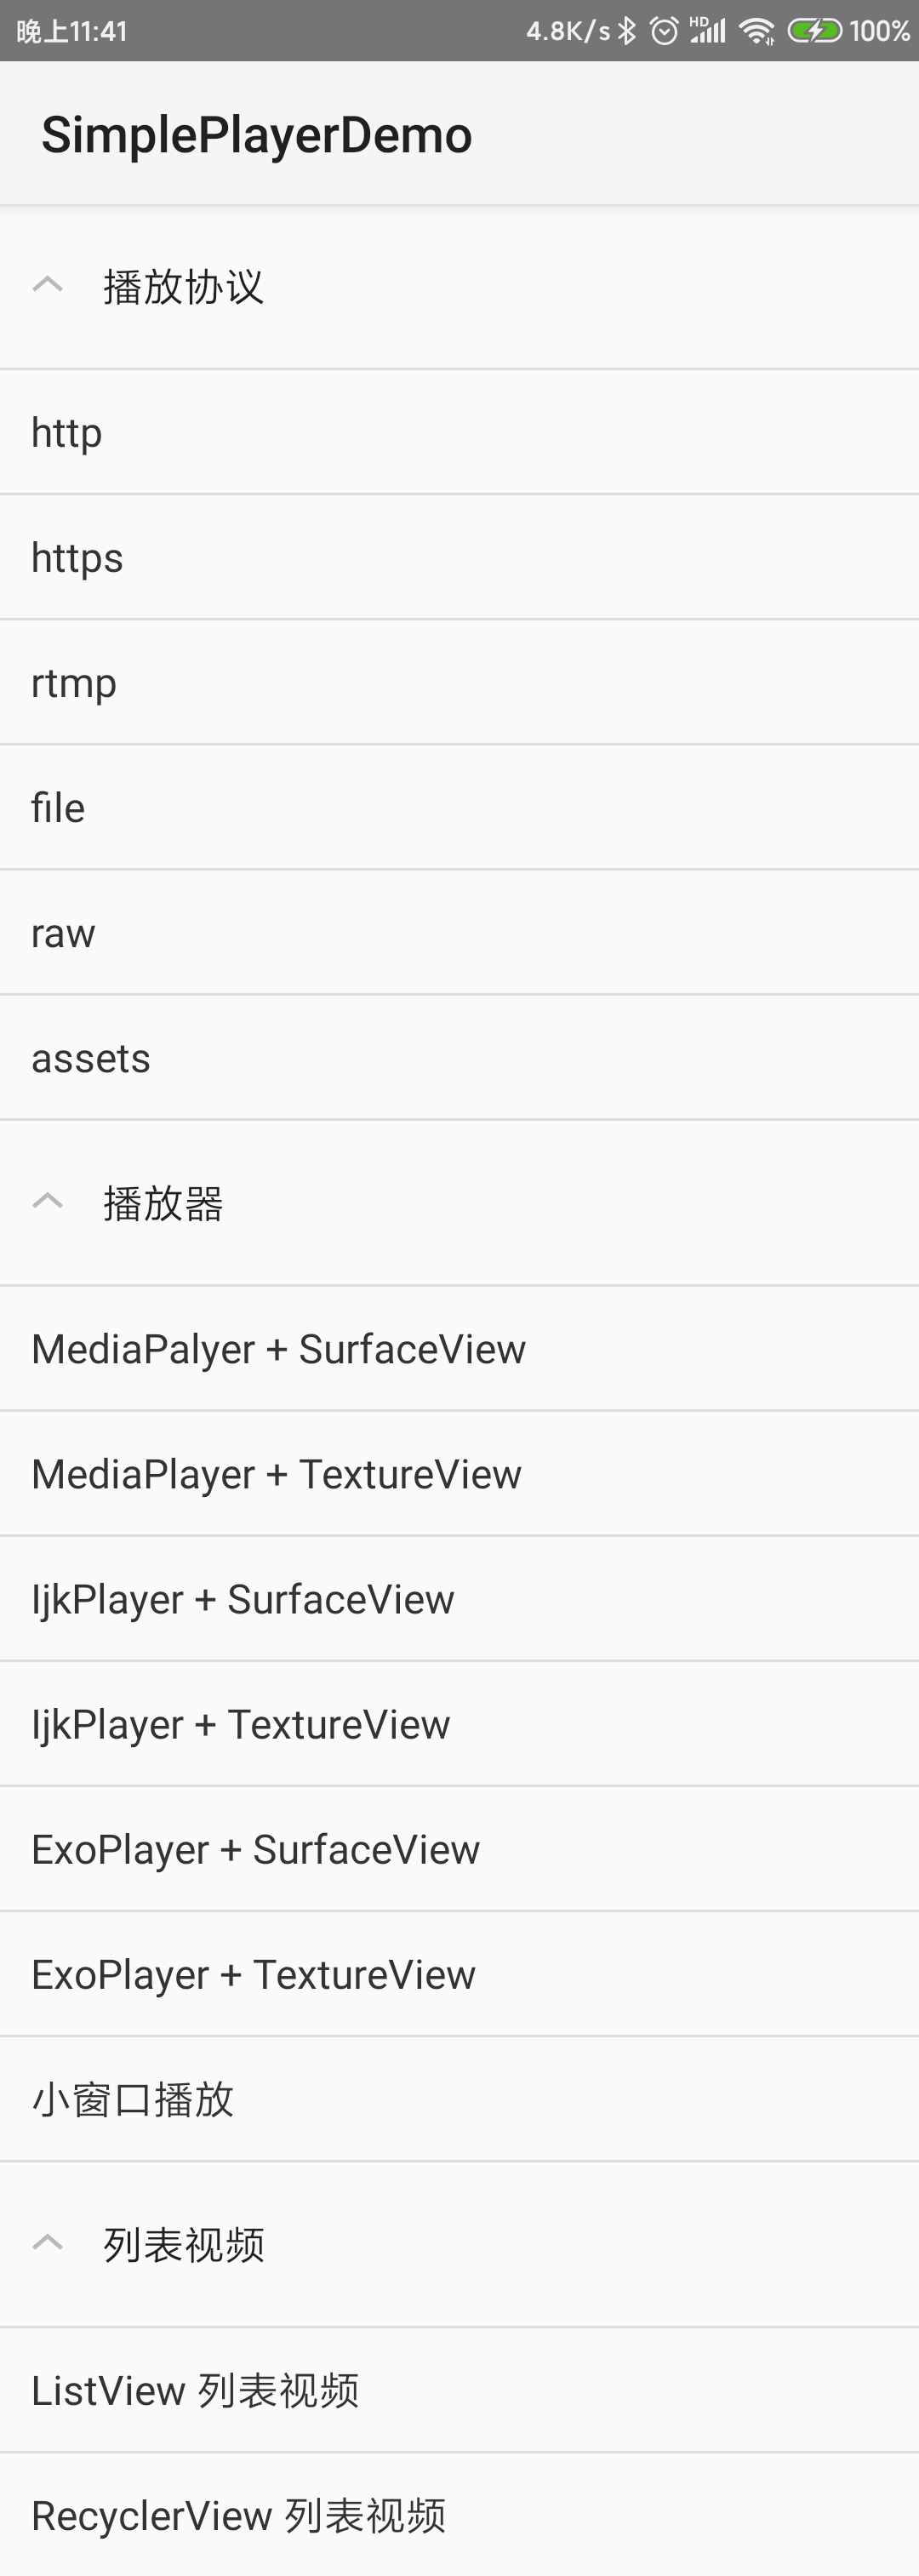 晚上11:41 4.8K/s HD 100%
SimplePlayerDemo
播放协议
http
https
rtmp
file
raw
assets
播放器
MediaPalyer + SurfaceView
MediaPlayer + TextureView
IjkPlayer + SurfaceView
IjkPlayer + TextureView
ExoPlayer + SurfaceView
ExoPlayer + TextureView
小窗口播放
列表视频
ListView 列表视频
RecyclerView 列表视频